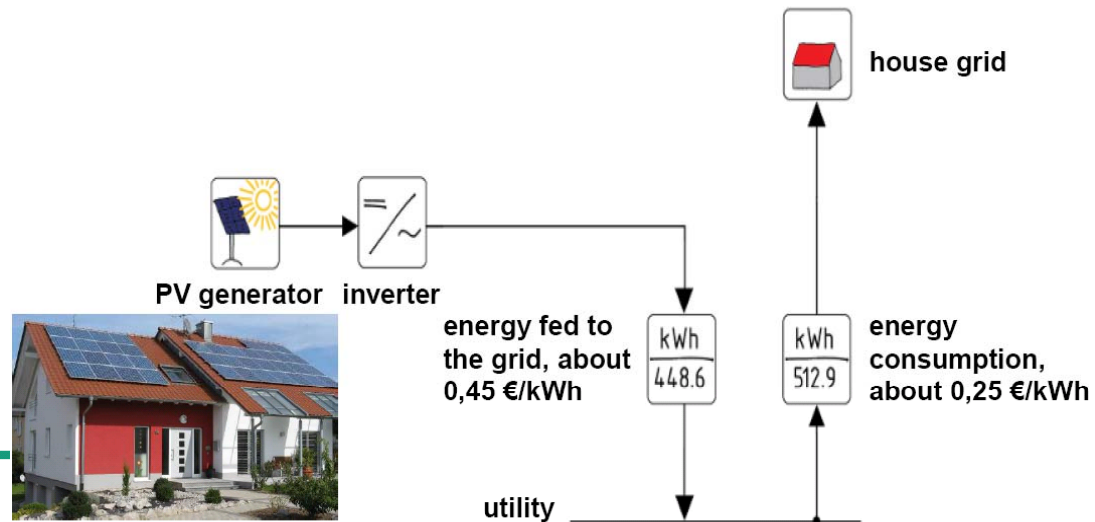 house grid
PV generator
inverter
energy fed to
the grid, about
0,45 €/kWh
kWh
448.6
kWh
512.9
energy
consumption,
about 0,25 €/kWh
utility